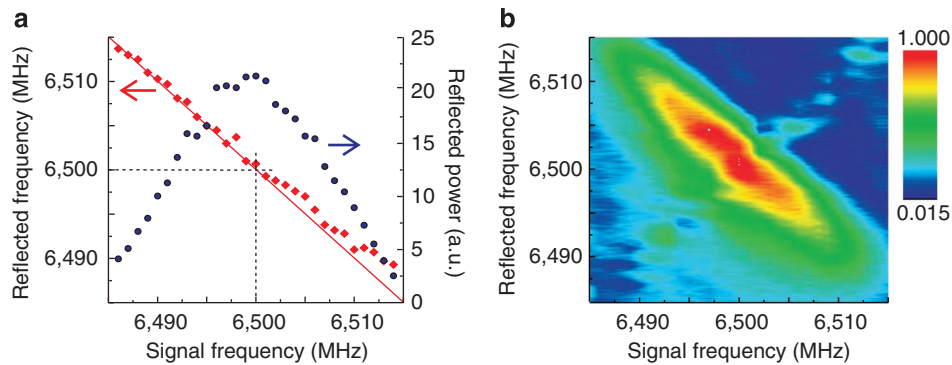 a
Reflected frequency (MHz)
6,510
6,500
6,490
6,490
6,500
6,510
Signal frequency (MHz)
25
20
15
12
5
0
Reflected power (a.u.)
b
Reflected frequency (MHz)
6,510
6,500
6,490
6,490
6,500
6,510
Signal frequency (MHz)
1.000
0.015